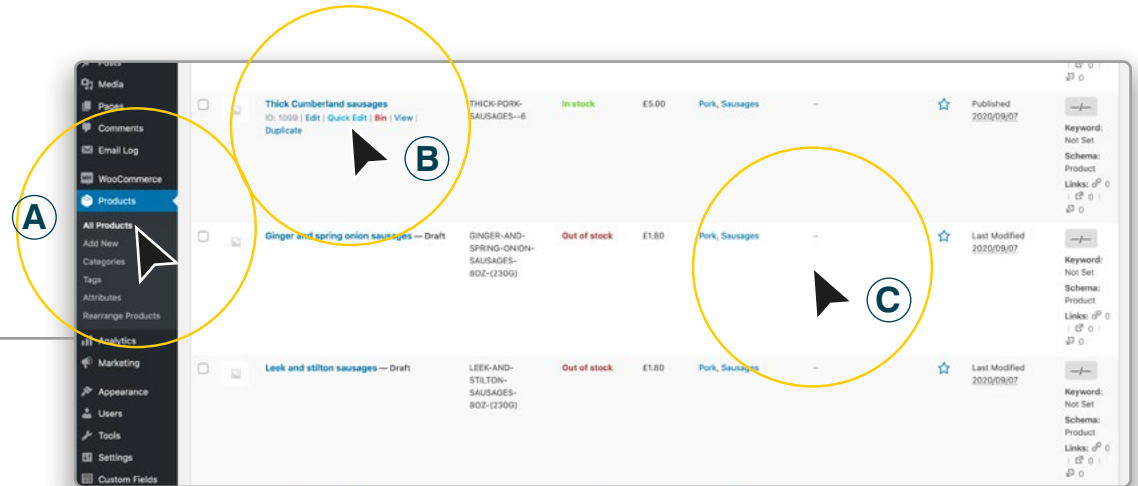 Posts
Media
Pages
Comments
Email Log
WooCommerce
Products
All Products
Add New
Categories
Tags
Attributes
Rearrange Products
Analytics
Marketing
Appearance
Users
Tools
Settings
Custom Fields
A
0
0
Thick Cumberland sausages
ID: 1099 | Edit | Quick Edit | Bin | View |
Duplicate
THICK-PORK-
SAUSAGES--6
In stock
£5.00
Pork, Sausages
–
Published
2020/09/07
—/—
Keyword:
Not Set
Schema:
Product
Links: 0
| 0 |
0
B
Ginger and spring onion sausages — Draft
GINGER-AND-
SPRING-ONION-
SAUSAGES-
8OZ-(230G)
Out of stock
£1.80
Pork, Sausages
–
Last Modified
2020/09/07
—/—
Keyword:
Not Set
Schema:
Product
Links: 0
| 0 |
0
C
Leek and stilton sausages — Draft
LEEK-AND-
STILTON-
SAUSAGES-
8OZ-(230G)
Out of stock
£1.80
Pork, Sausages
–
Last Modified
2020/09/07
—/—
Keyword:
Not Set
Schema:
Product
Links: 0
| 0 |
0